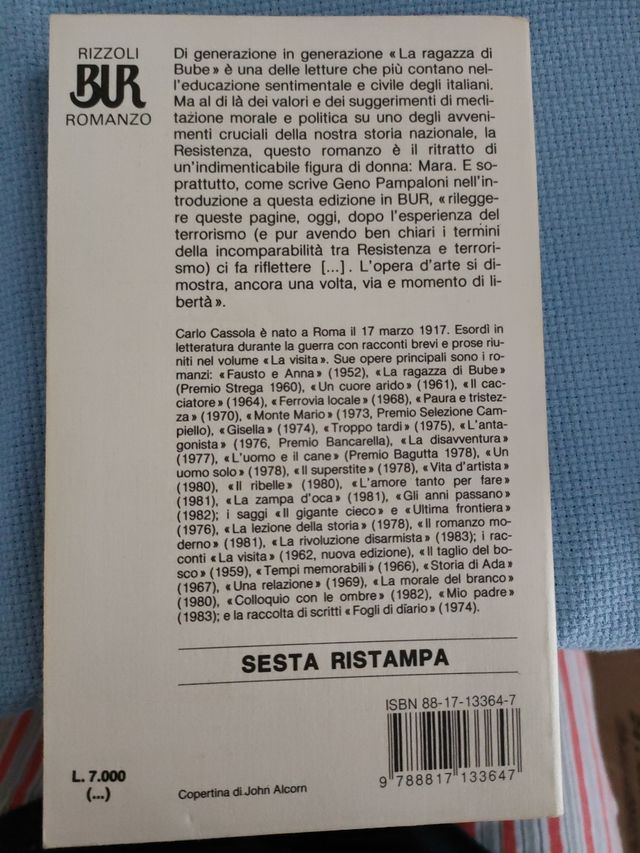 RIZZOLI
BUR
ROMANZO
Di generazione in generazione «La ragazza di
Bube» è una delle letture che più contano nel-
l'educazione sentimentale e civile degli italiani.
Ma al di là dei valori e dei suggerimenti di medi-
tazione morale e politica su uno degli avveni-
menti cruciali della nostra storia nazionale, la
Resistenza, questo romanzo è il ritratto di
un'indimenticabile figura di donna: Mara. E so-
prattutto, come scrive Geno Pampaloni nell'in-
troduzione a questa edizione in BUR, «rilegge-
re queste pagine, oggi, dopo l'esperienza del
terrorismo (e pur avendo ben chiari i termini
della incomparabilità tra Resistenza e terrori-
smo) ci fa riflettere [...]. L'opera d'arte si di-
mostra, ancora una volta, via e momento di li-
bertà».
Carlo Cassola è nato a Roma il 17 marzo 1917. Esordì in
letteratura durante la guerra con racconti brevi e prose riu-
niti nel volume «La visita». Sue opere principali sono i ro-
manzi: «Fausto e Anna» (1952), «La ragazza di Bube»
(Premio Strega 1960), «Un cuore arido» (1961), «Il cac-
ciatore» (1964), «Ferrovia locale» (1968), «Paura e tristez-
za» (1970), «Monte Mario» (1973, Premio Selezione Cam-
piello), «Gisella» (1974), «Troppo tardi» (1975), «L'anta-
gonista» (1976, Premio Bancarella), «La disavventura»
(1977), «L'uomo e il cane» (Premio Bagutta 1978), «Un
uomo solo» (1978), «Il superstite» (1978), «Vita d'artista»
(1980), «Il ribelle» (1980), «L'amore tanto per fare»
(1981), «La zampa d'oca» (1981), «Gli anni passano»
(1982); i saggi «Il gigante cieco» e «Ultima frontiera»
(1976), «La lezione della storia» (1978), «Il romanzo mo-
derno» (1981), «La rivoluzione disarmista» (1983); i rac-
conti «La visita» (1962, nuova edizione), «Il taglio del bo-
sco» (1959), «Tempi memorabili» (1966), «Storia di Ada»
(1967), «Una relazione» (1969), «La morale del branco»
(1980), «Colloquio con le ombre» (1982), «Mio padre»
(1983); e la raccolta di scritti «Fogli di diario» (1974).
SESTA RISTAMPA
ISBN 88-17-13364-7
9 788817 133647
L. 7.000
(...)
Copertina di John Alcorn